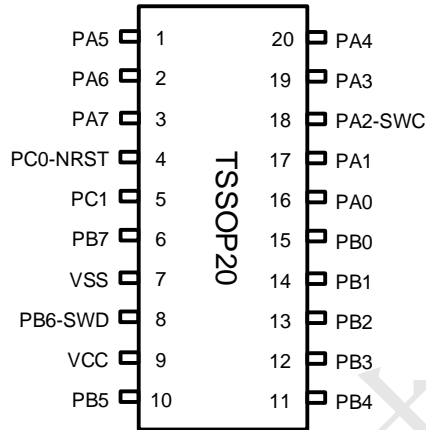 PA5 1 20 PA4
PA6 2 19 PA3
PA7 3 18 PA2-SWC
PC0-NRST 4 17 PA1
PC1 5 16 PA0
PB7 6 15 PB0
VSS 7 14 PB1
PB6-SWD 8 13 PB2
VCC 9 12 PB3
PB5 10 11 PB4
TSSOP20